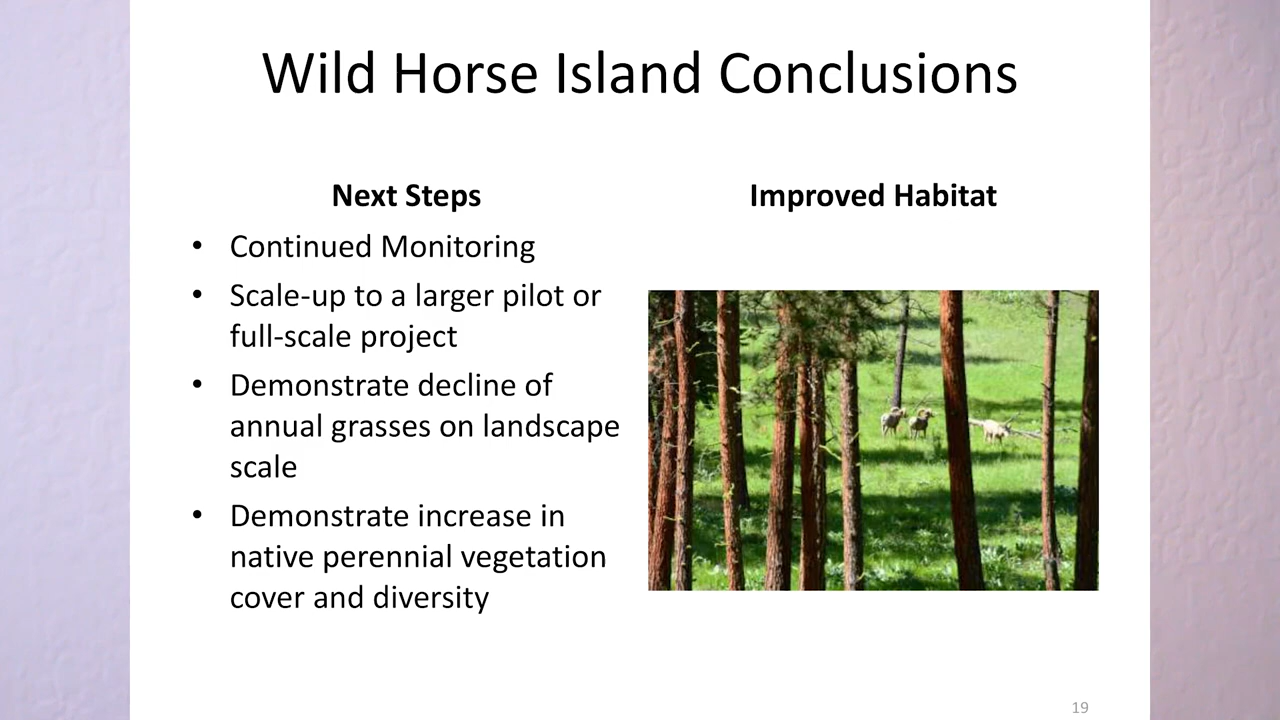 Wild Horse Island Conclusions
Next Steps
• Continued Monitoring
• Scale-up to a larger pilot or
full-scale project
• Demonstrate decline of
annual grasses on landscape
scale
• Demonstrate increase in
native perennial vegetation
cover and diversity
Improved Habitat
19